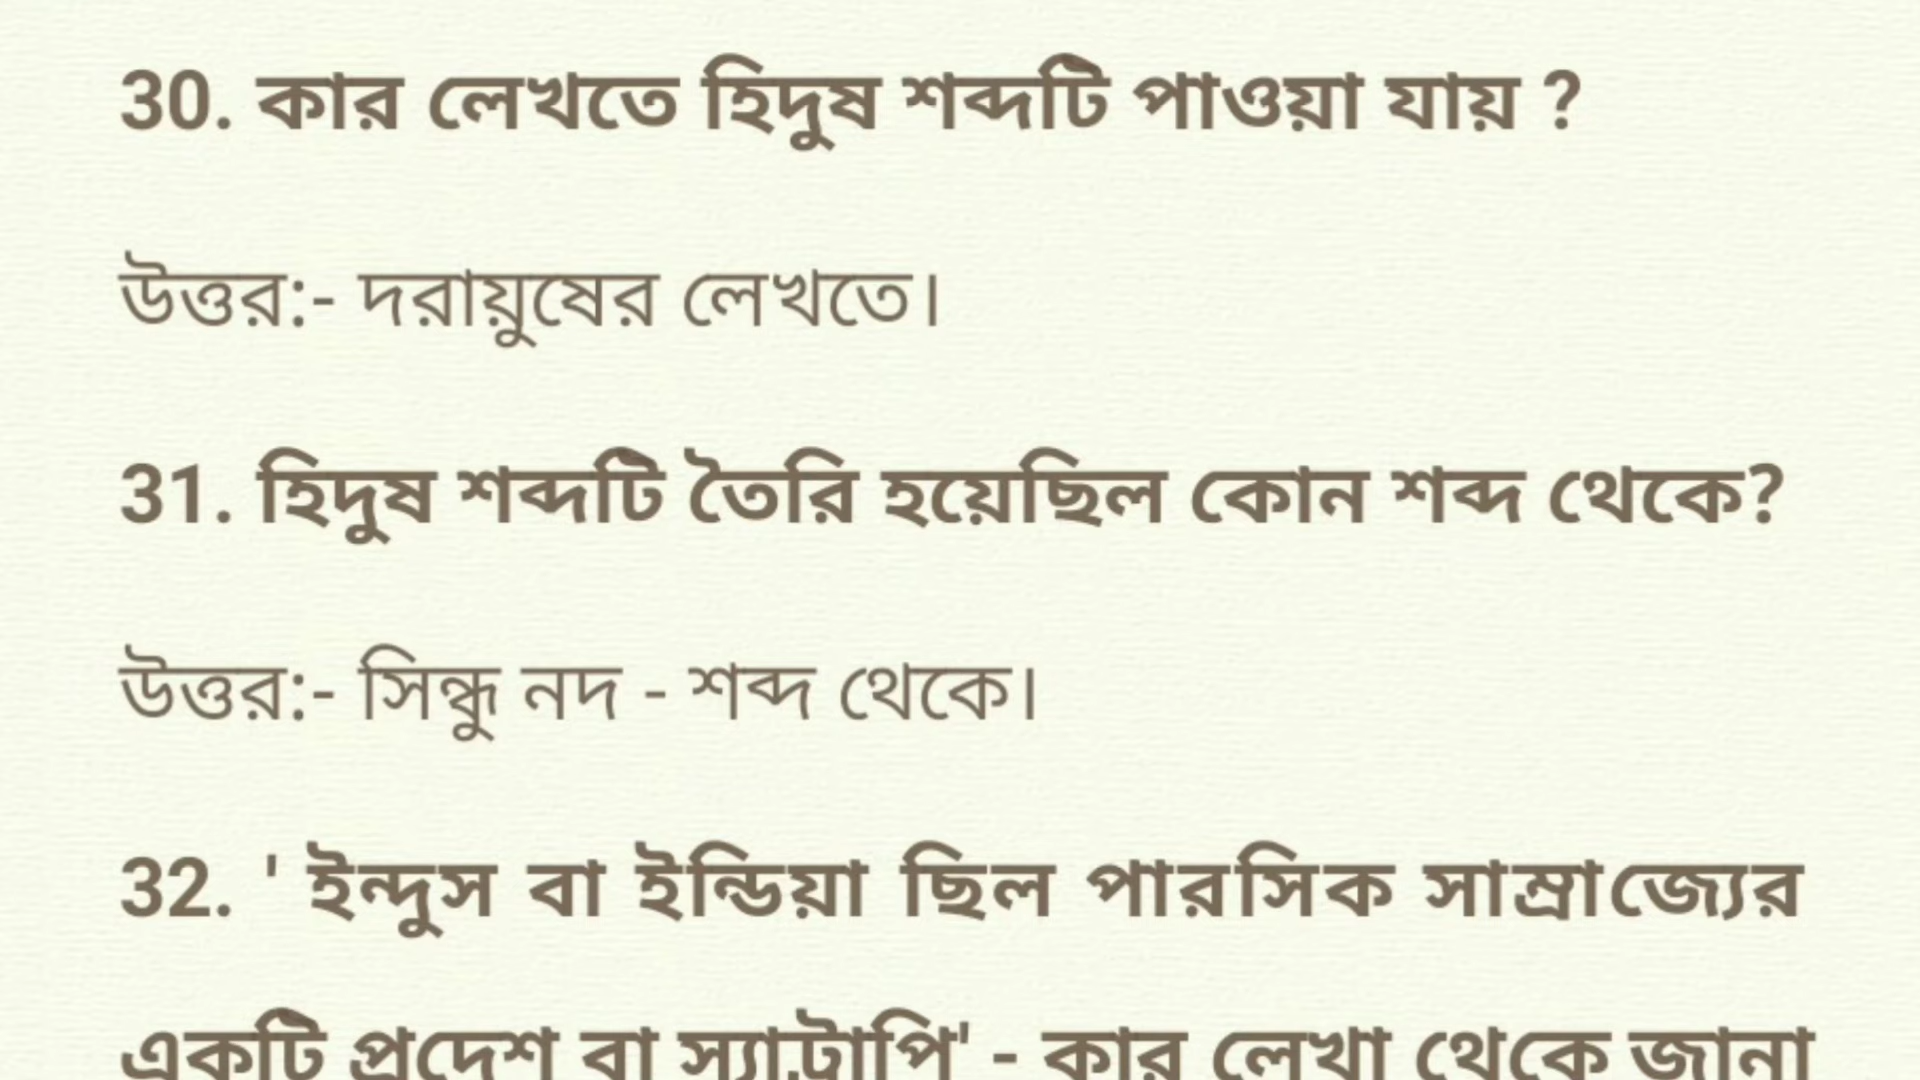 30. কার লেখতে হিদুষ শব্দটি পাওয়া যায় ?
উত্তর:- দরায়ুষের লেখতে।
31. হিদুষ শব্দটি তৈরি হয়েছিল কোন শব্দ থেকে?
উত্তর:- সিন্ধু নদ - শব্দ থেকে।
32. ' ইন্দুস বা ইন্ডিয়া ছিল পারসিক সাম্রাজ্যের
একটি প্রদেশ বা স্যাট্রাপি' - কার লেখা থেকে জানা